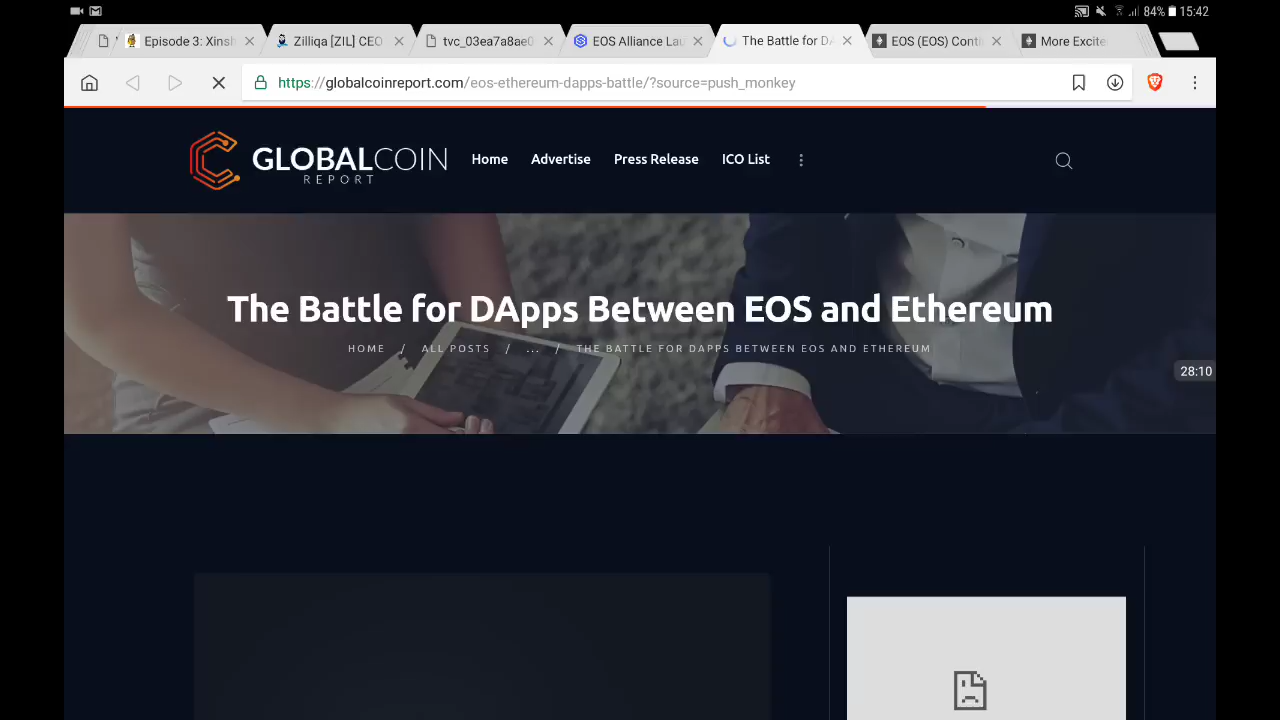 84% 15:42
Episode 3: Xinsh
Zilliqa [ZIL] CEO
tvc_03ea7a8ae0
EOS Alliance Lau
The Battle for DA
EOS (EOS) Conti
More Excite
https://globalcoinreport.com/eos-ethereum-dapps-battle/?source=push_monkey
GLOBALCOIN
REPORT
Home
Advertise
Press Release
ICO List
The Battle for DApps Between EOS and Ethereum
HOME / ALL POSTS / ... / THE BATTLE FOR DAPPS BETWEEN EOS AND ETHEREUM
28:10